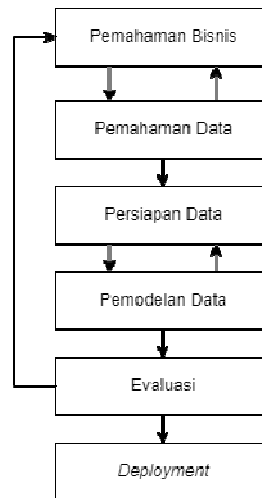 Pemahaman Bisnis
Pemahaman Data
Persiapan Data
Pemodelan Data
Evaluasi
Deployment